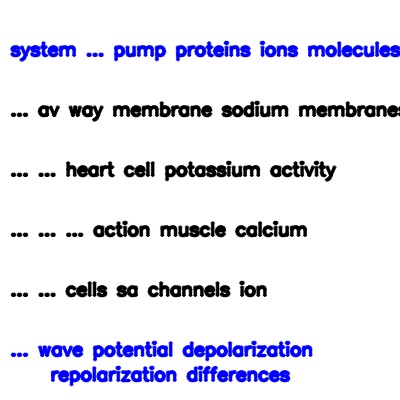 system ... pump proteins ions molecules
... av way membrane sodium membranes
... ... heart cell potassium activity
... ... ... action muscle calcium
... ... cells sa channels ion
... wave potential depolarization
repolarization differences